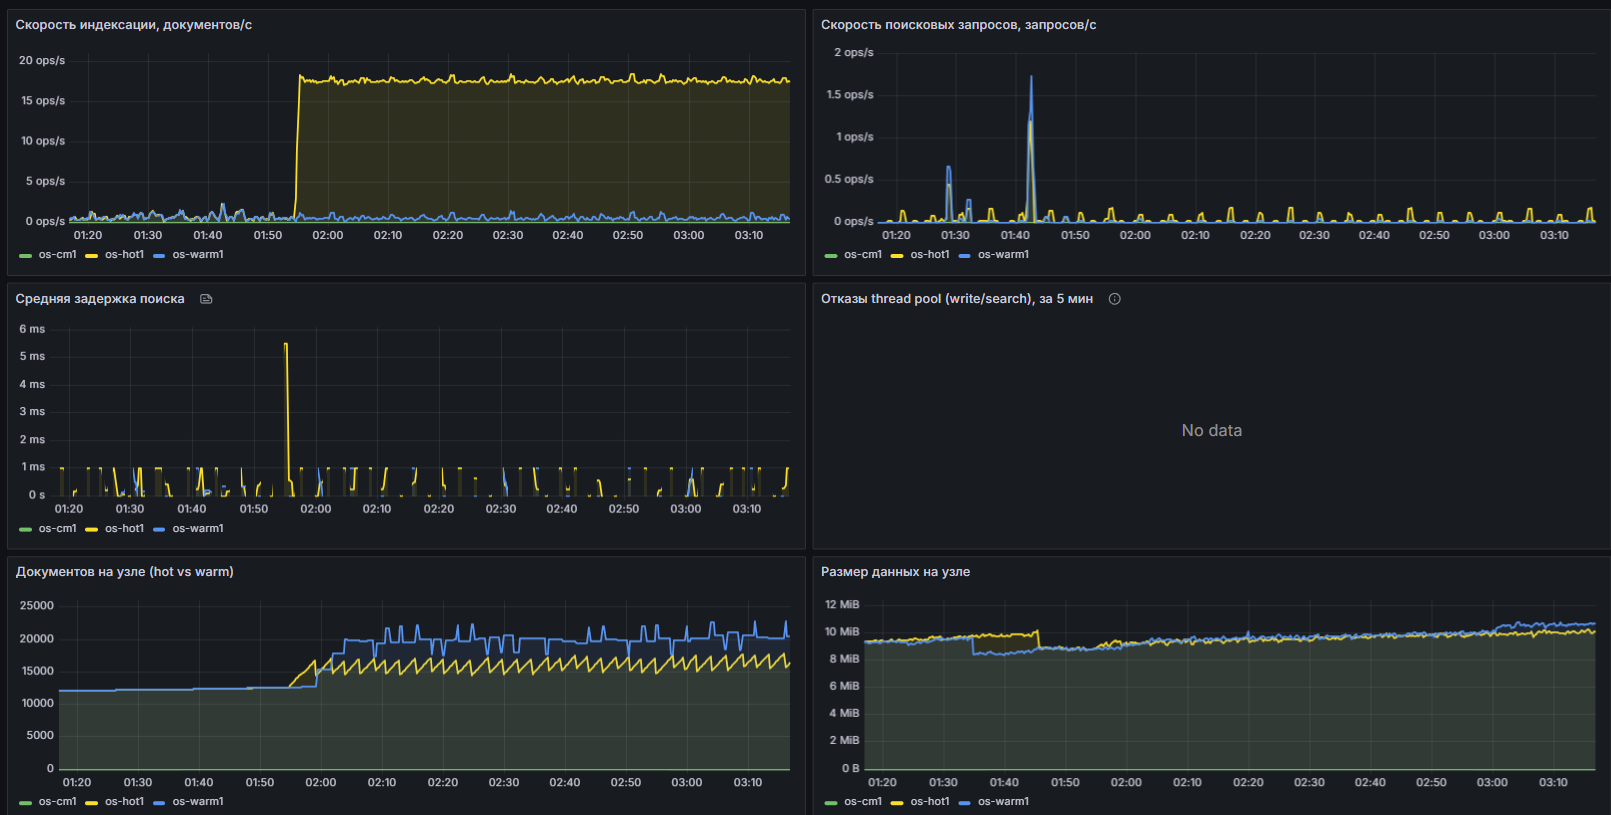 Скорость индексации, документов/с
20 ops/s
15 ops/s
10 ops/s
5 ops/s
0 ops/s
01:20 01:30 01:40 01:50 02:00 02:10 02:20 02:30 02:40 02:50 03:00 03:10
os-cm1 os-hot1 os-warm1
Скорость поисковых запросов, запросов/с
2 ops/s
1.5 ops/s
1 ops/s
0.5 ops/s
0 ops/s
01:20 01:30 01:40 01:50 02:00 02:10 02:20 02:30 02:40 02:50 03:00 03:10
os-cm1 os-hot1 os-warm1
Средняя задержка поиска
6 ms
5 ms
4 ms
3 ms
2 ms
1 ms
0 s
01:20 01:30 01:40 01:50 02:00 02:10 02:20 02:30 02:40 02:50 03:00 03:10
os-cm1 os-hot1 os-warm1
Отказы thread pool (write/search), за 5 мин
No data
Документов на узле (hot vs warm)
25000
20000
15000
10000
5000
0
01:20 01:30 01:40 01:50 02:00 02:10 02:20 02:30 02:40 02:50 03:00 03:10
os-cm1 os-hot1 os-warm1
Размер данных на узле
12 MiB
10 MiB
8 MiB
6 MiB
4 MiB
2 MiB
0 B
01:20 01:30 01:40 01:50 02:00 02:10 02:20 02:30 02:40 02:50 03:00 03:10
os-cm1 os-hot1 os-warm1